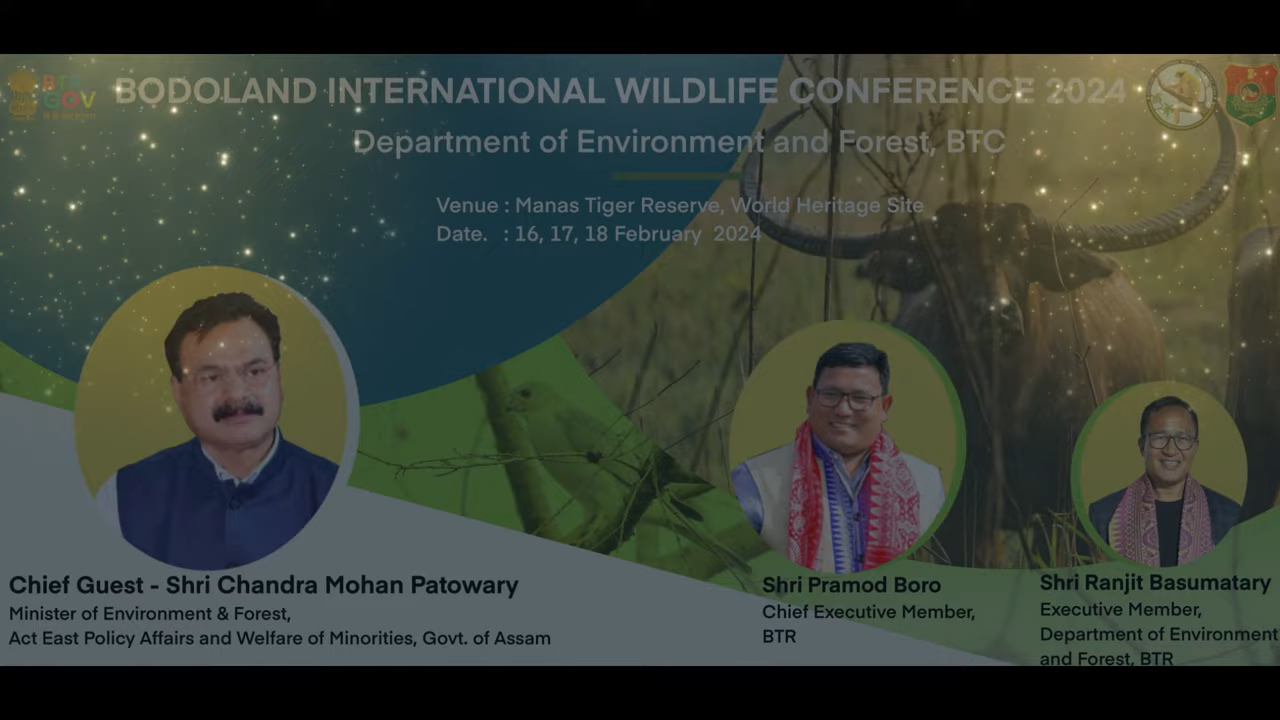 BTR
GOV
BODOLAND INTERNATIONAL WILDLIFE CONFERENCE 2024
Department of Environment and Forest, BTC
Venue : Manas Tiger Reserve, World Heritage Site
Date. : 16, 17, 18 February 2024
Chief Guest - Shri Chandra Mohan Patowary
Minister of Environment & Forest,
Act East Policy Affairs and Welfare of Minorities, Govt. of Assam
Shri Pramod Boro
Chief Executive Member,
BTR
Shri Ranjit Basumatary
Executive Member,
Department of Environment
and Forest, BTR